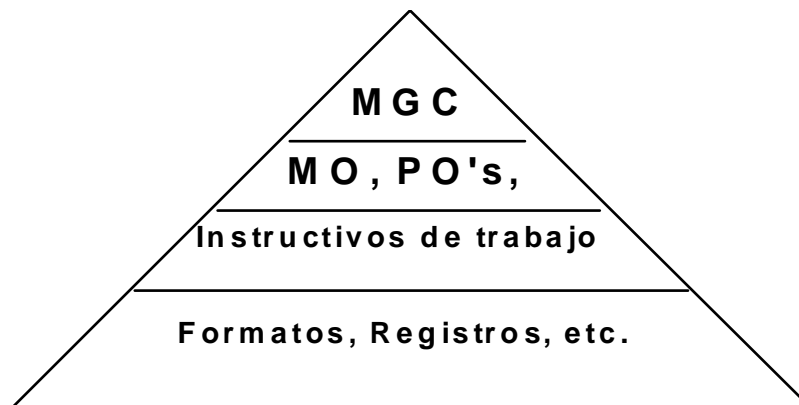 MGC
MO, PO's,
Instructivos de trabajo
Formatos, Registros, etc.